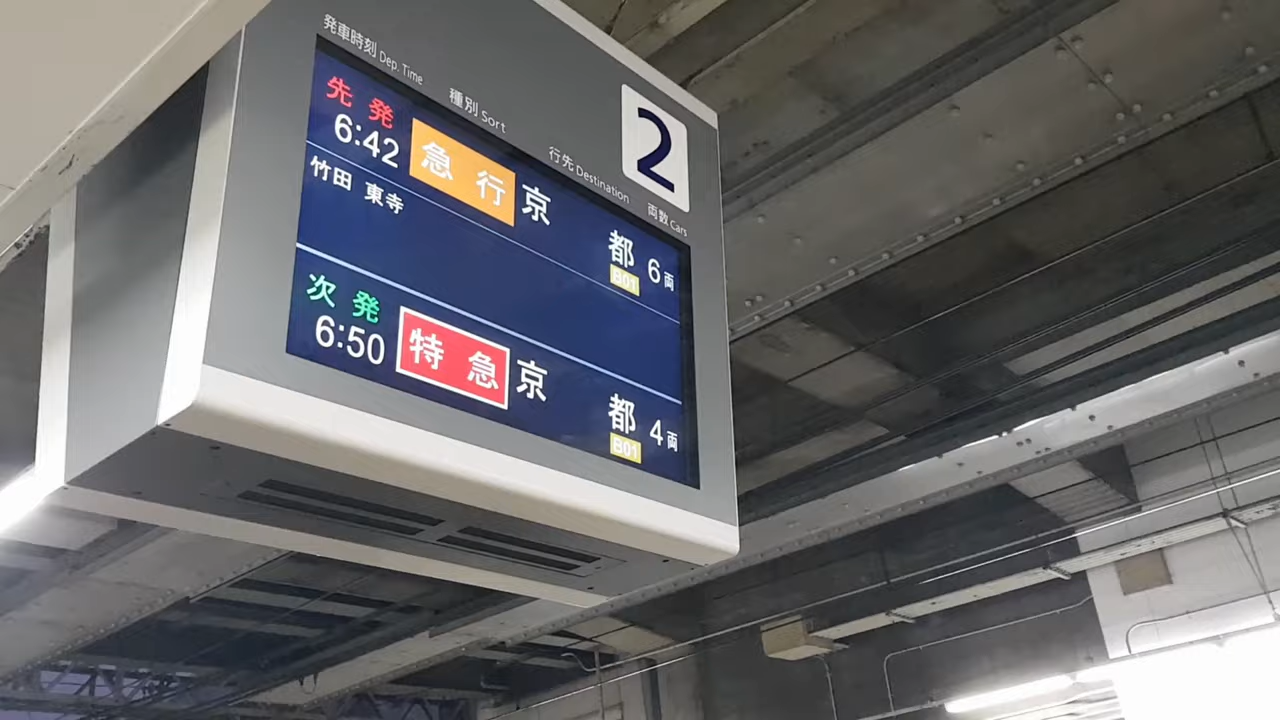 発車時刻 Dep. Time 種別 Sort 行先 Destination 両数 Cars
2
先発
6:42 急行 京都 B01 6両
竹田 東寺
次発
6:50 特急 京都 B01 4両